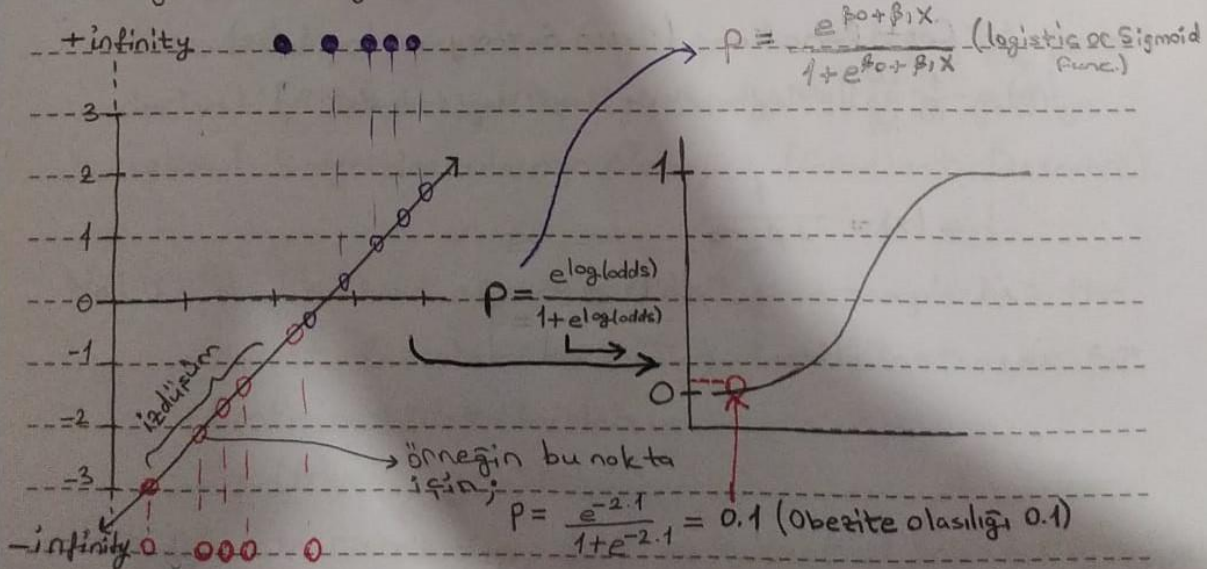 +infinity
p = e^β0+β1X / 1+e^β0+β1X (logistic or Sigmoid Func.)
3
2
1
0
-1
-2
-3
-infinity
1
0
p = e^log(odds) / 1+e^log(odds)
izdüşüm
örneğin bu nokta
için;
p = e^-2.1 / 1+e^-2.1 = 0.1 (Obezite olasılığı 0.1)